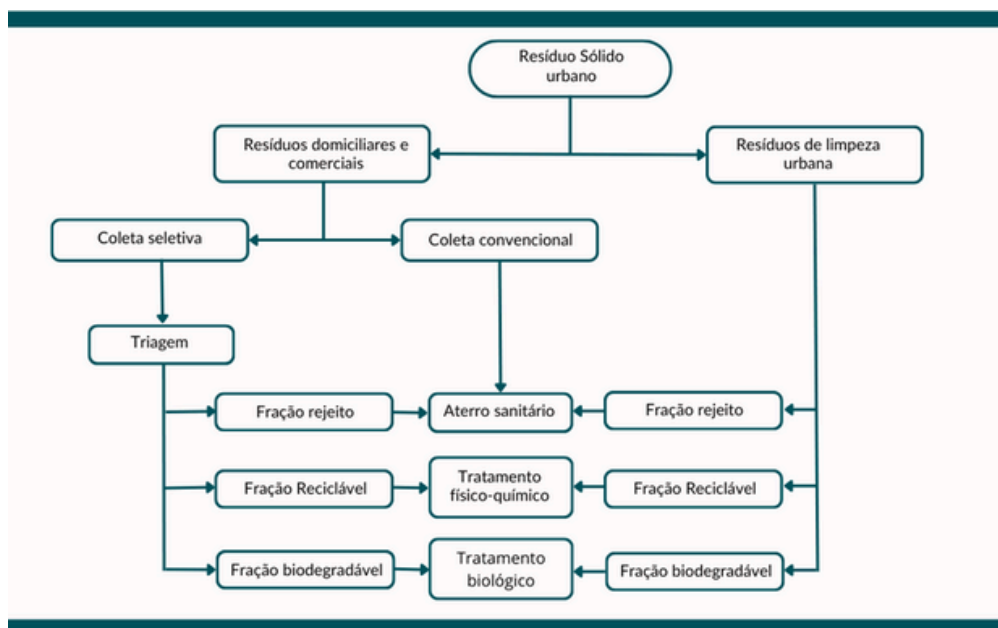 Resíduo Sólido
urbano
Resíduos domiciliares e
comerciais
Resíduos de limpeza
urbana
Coleta seletiva
Coleta convencional
Triagem
Fração rejeito
Aterro sanitário
Fração rejeito
Fração Reciclável
Tratamento
físico-químico
Fração Reciclável
Fração biodegradável
Tratamento
biológico
Fração biodegradável